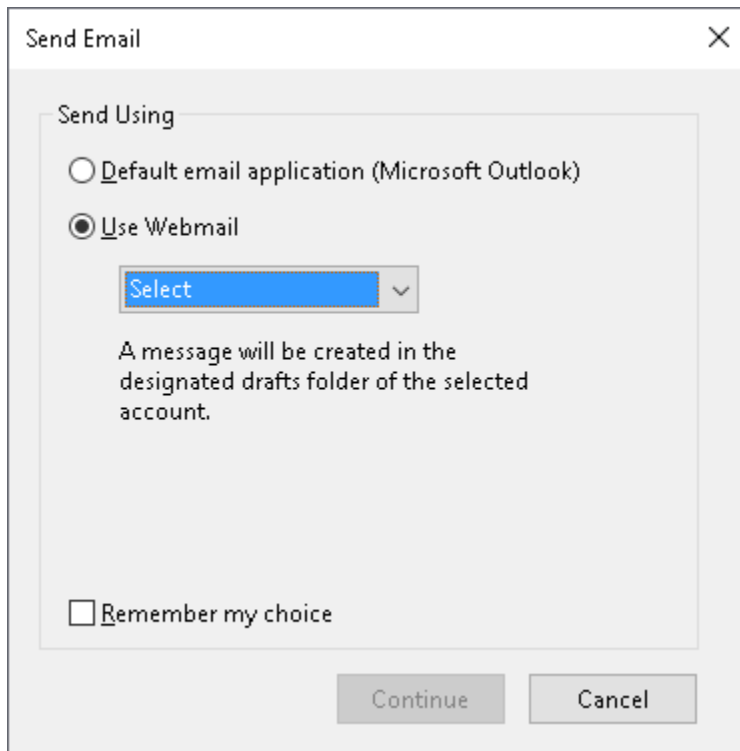 Send Email
Send Using
Default email application (Microsoft Outlook)
Use Webmail
Select
A message will be created in the
designated drafts folder of the selected
account.
Remember my choice
Continue
Cancel